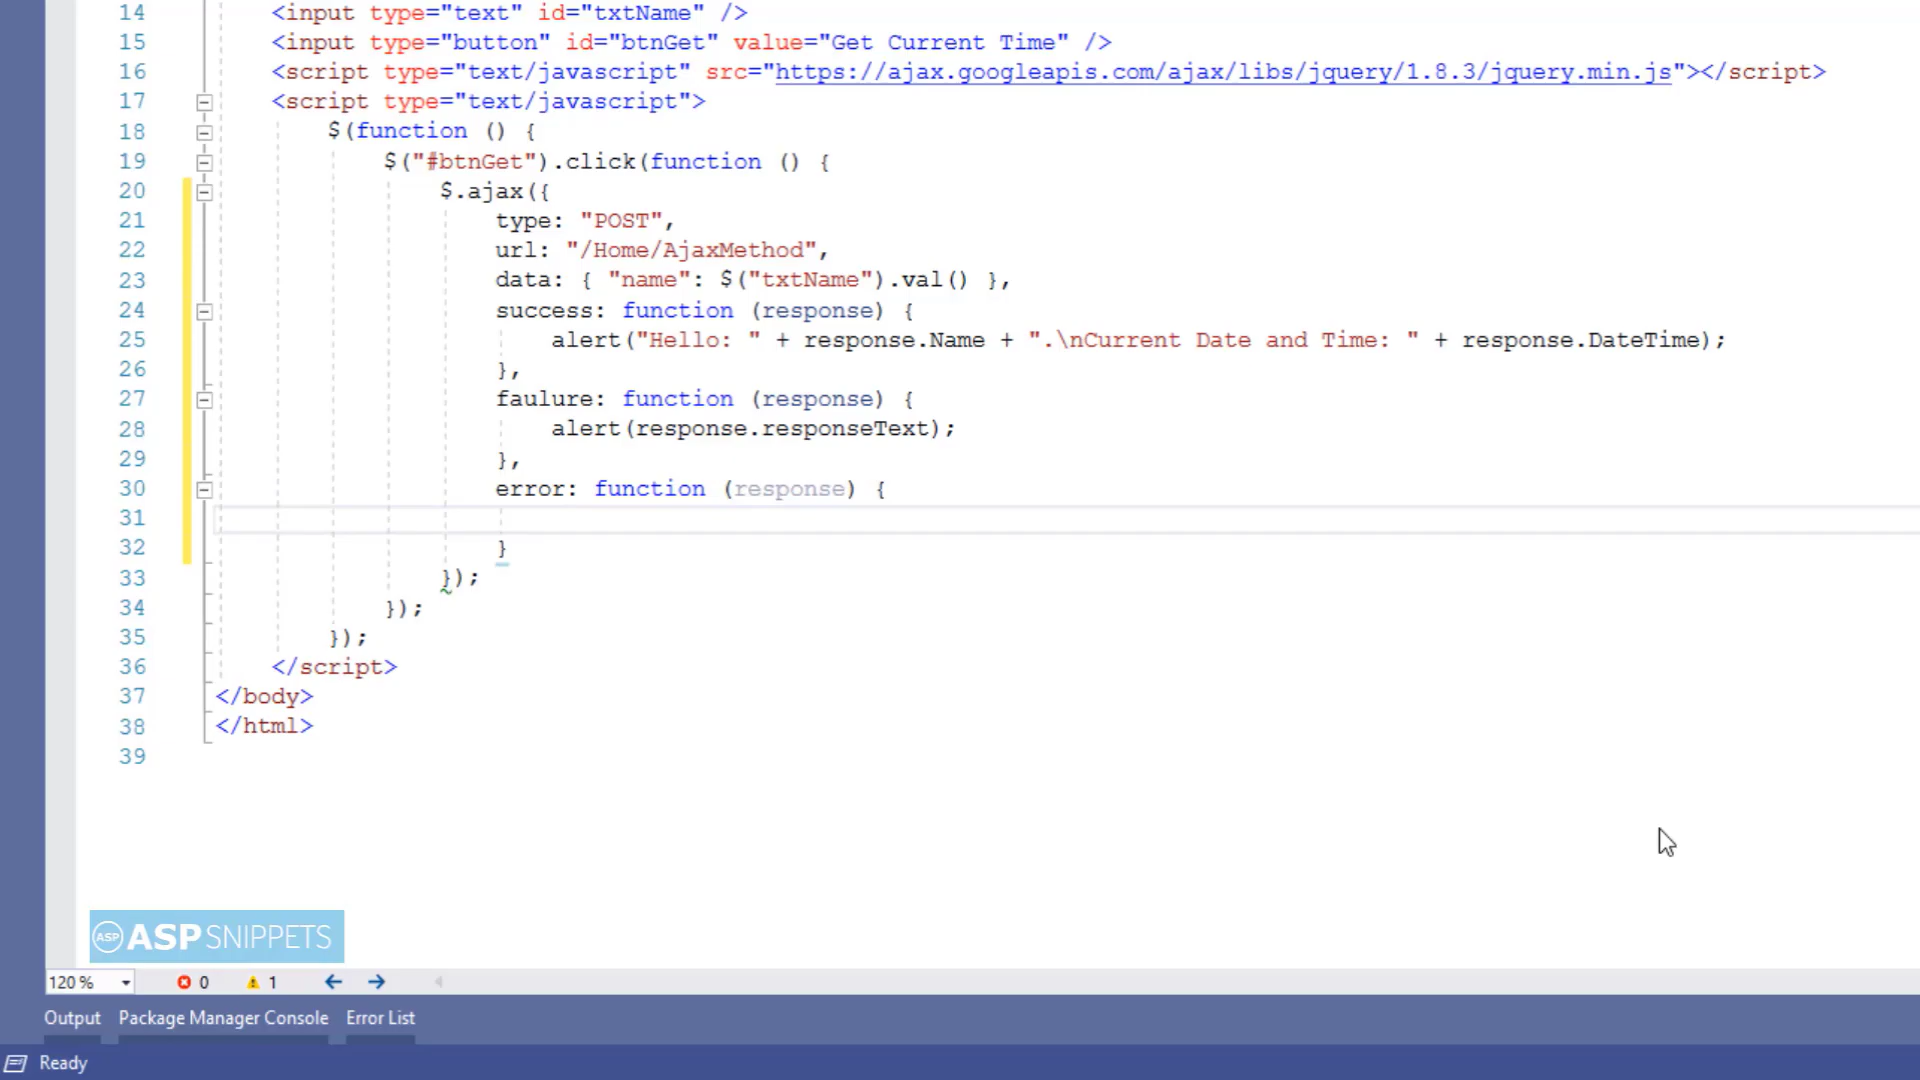 14 <input type="text" id="txtName" />
15 <input type="button" id="btnGet" value="Get Current Time" />
16 <script type="text/javascript" src="https://ajax.googleapis.com/ajax/libs/jquery/1.8.3/jquery.min.js"></script>
17 <script type="text/javascript">
18 $(function () {
19 $("#btnGet").click(function () {
20 $.ajax({
21 type: "POST",
22 url: "/Home/AjaxMethod",
23 data: { "name": $("txtName").val() },
24 success: function (response) {
25 alert("Hello: " + response.Name + ".\nCurrent Date and Time: " + response.DateTime);
26 },
27 faulure: function (response) {
28 alert(response.responseText);
29 },
30 error: function (response) {
31
32 }
33 });
34 });
35 });
36 </script>
37 </body>
38 </html>
39
ASP ASPSNIPPETS
120 % 0 1
Output Package Manager Console Error List
Ready